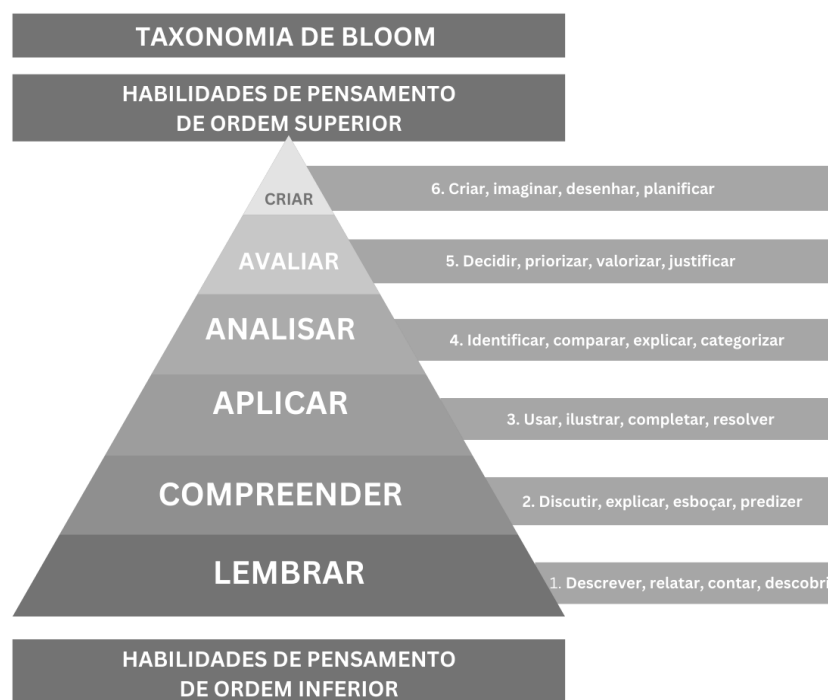 TAXONOMIA DE BLOOM
HABILIDADES DE PENSAMENTO
DE ORDEM SUPERIOR
CRIAR
6. Criar, imaginar, desenhar, planificar
AVALIAR
5. Decidir, priorizar, valorizar, justificar
ANALISAR
4. Identificar, comparar, explicar, categorizar
APLICAR
3. Usar, ilustrar, completar, resolver
COMPREENDER
2. Discutir, explicar, esboçar, predizer
LEMBRAR
1. Descrever, relatar, contar, descobri
HABILIDADES DE PENSAMENTO
DE ORDEM INFERIOR